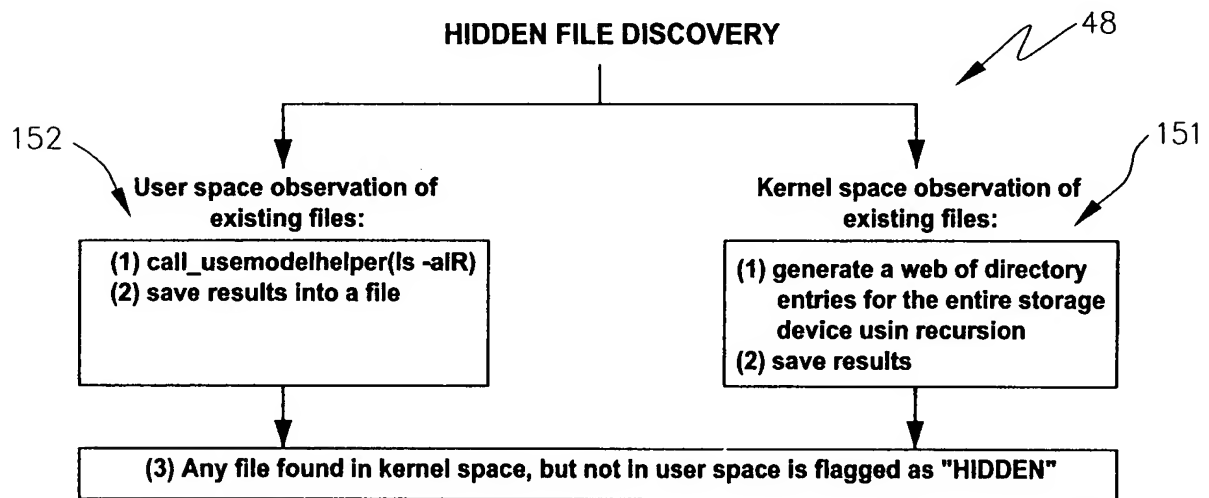 HIDDEN FILE DISCOVERY
48
152
151
User space observation of
existing files:
(1) call_usemodelhelper(ls -alR)
(2) save results into a file
Kernel space observation of
existing files:
(1) generate a web of directory
entries for the entire storage
device usin recursion
(2) save results
(3) Any file found in kernel space, but not in user space is flagged as "HIDDEN"